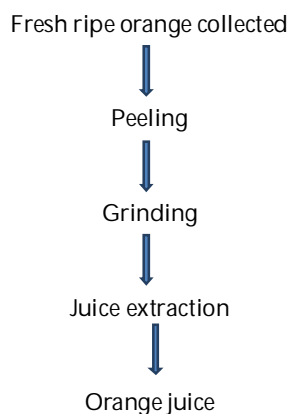 Fresh ripe orange collected
Peeling
Grinding
Juice extraction
Orange juice